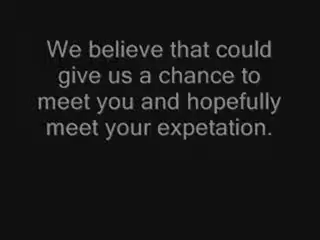 We believe that could
give us a chance to
meet you and hopefully
meet your expetation.